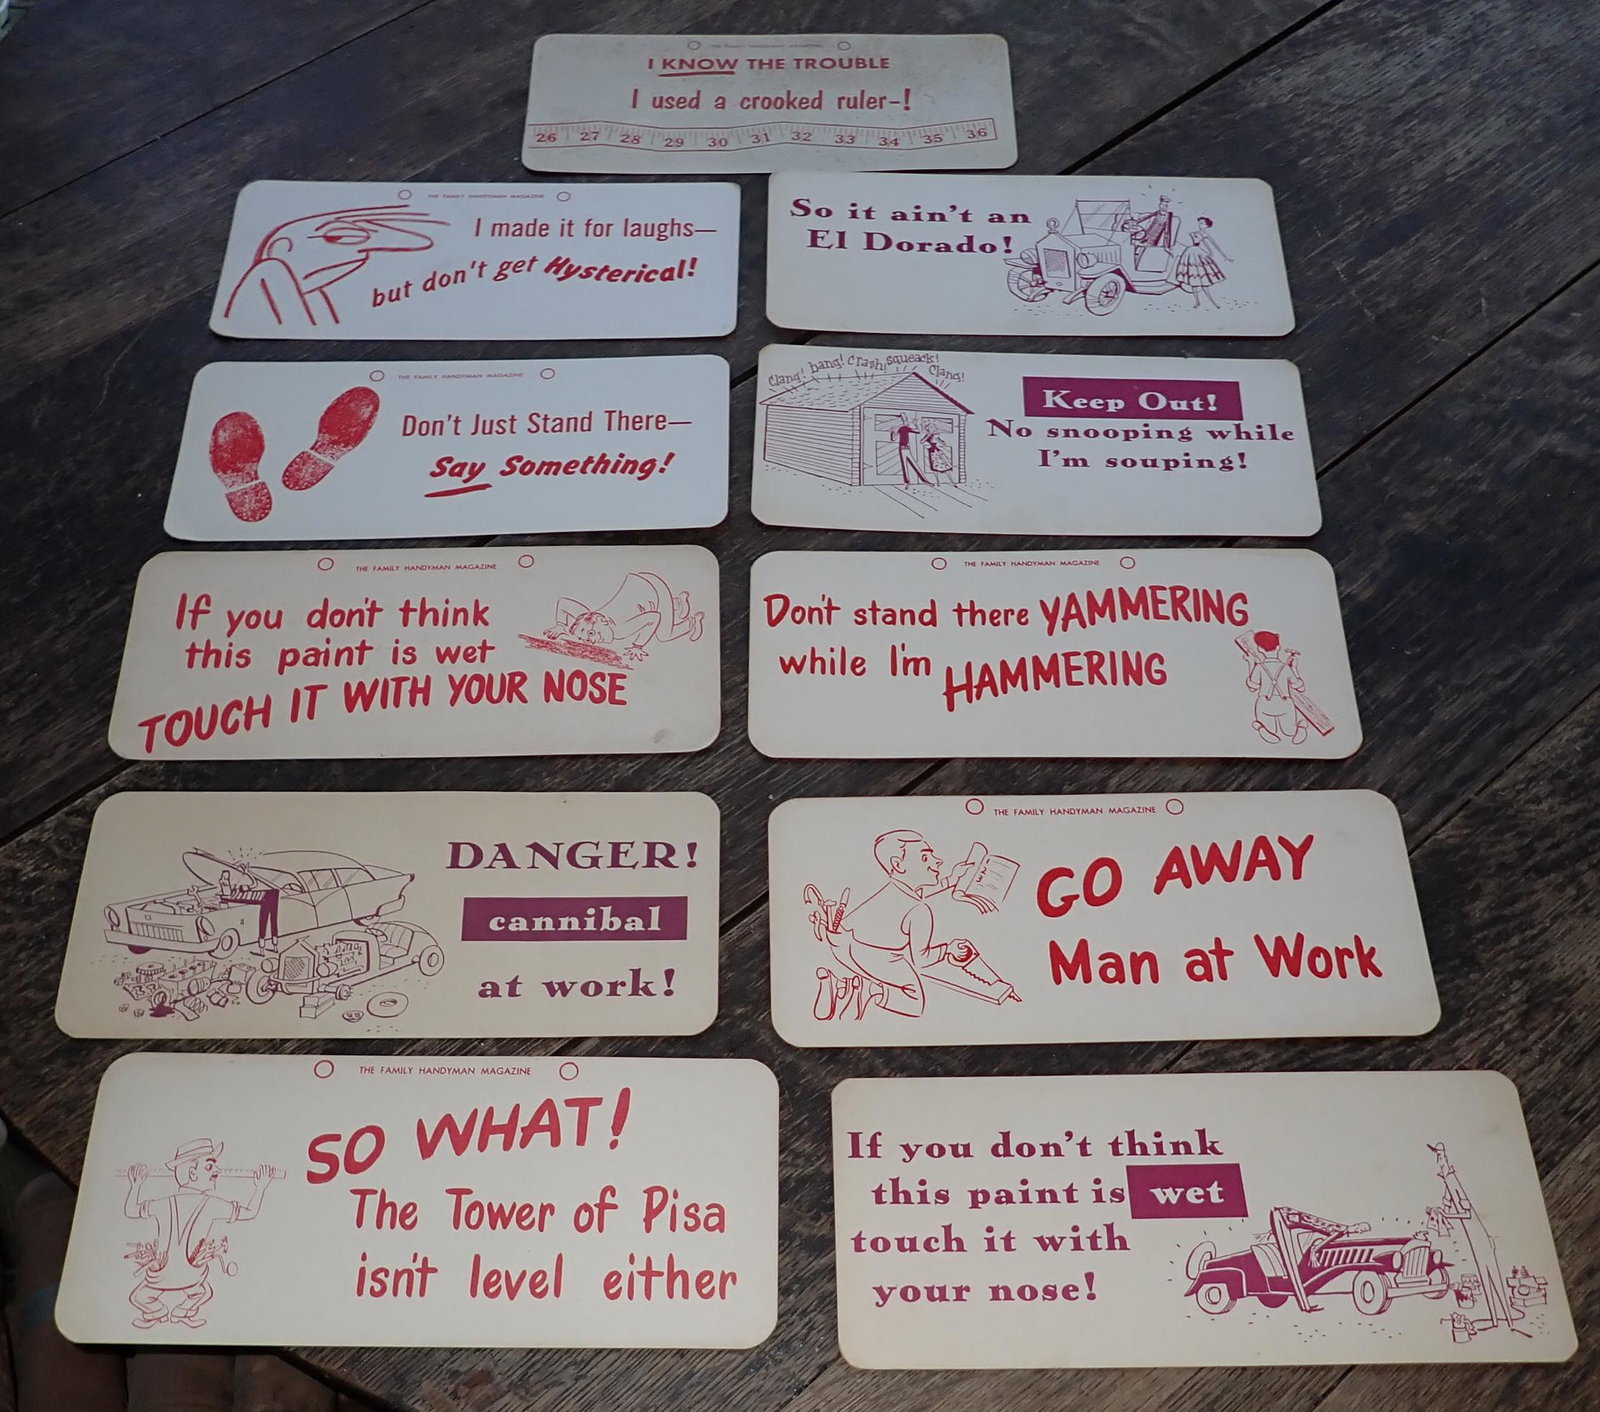 THE FAMILY HANDYMAN MAGAZINE
I KNOW THE TROUBLE
I used a crooked ruler-!
26 27 28 29 30 31 32 33 34 35 36
THE FAMILY HANDYMAN MAGAZINE
I made it for laughs—
but don't get Hysterical!
So it ain't an
El Dorado!
THE FAMILY HANDYMAN MAGAZINE
Don't Just Stand There—
Say Something!
Clang! bang! Crash! squeack!
Clang!
Keep Out!
No snooping while
I'm souping!
THE FAMILY HANDYMAN MAGAZINE
If you don't think
this paint is wet
TOUCH IT WITH YOUR NOSE
THE FAMILY HANDYMAN MAGAZINE
Don't stand there YAMMERING
while I'm HAMMERING
DANGER!
cannibal
at work!
THE FAMILY HANDYMAN MAGAZINE
GO AWAY
Man at Work
THE FAMILY HANDYMAN MAGAZINE
SO WHAT!
The Tower of Pisa
isn't level either
If you don't think
this paint is wet
touch it with
your nose!